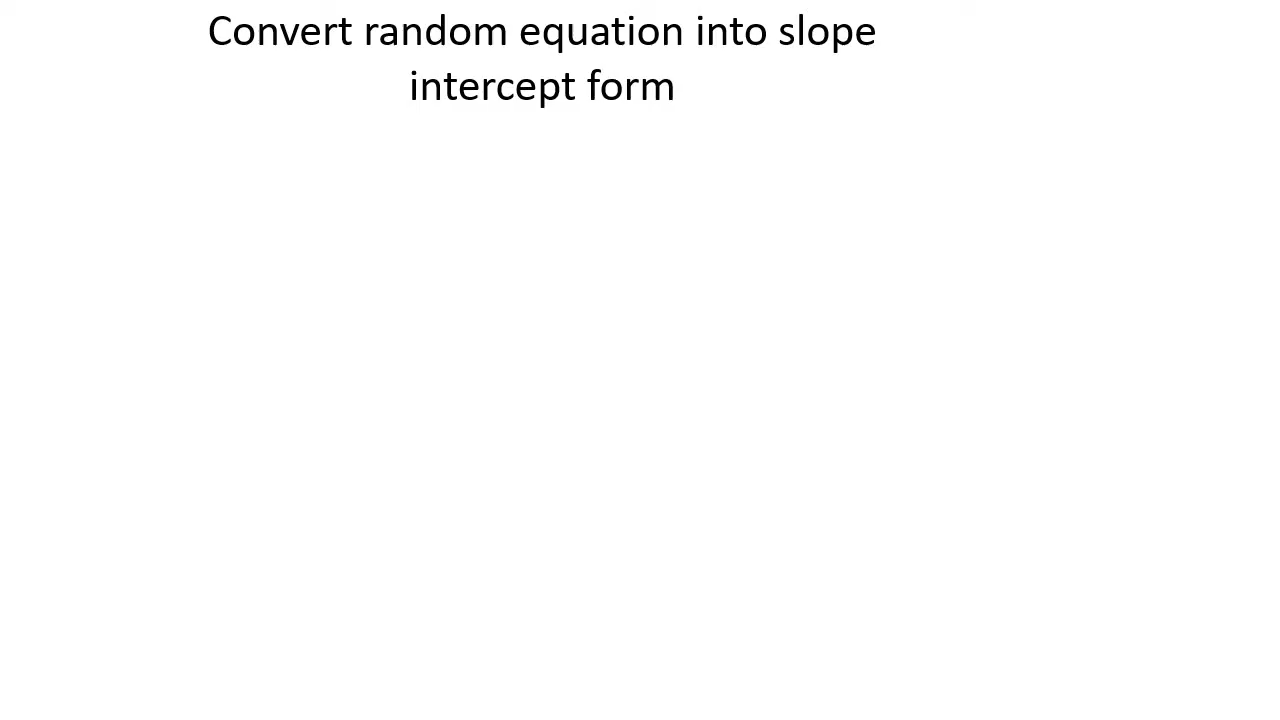 Convert random equation into slope
intercept form